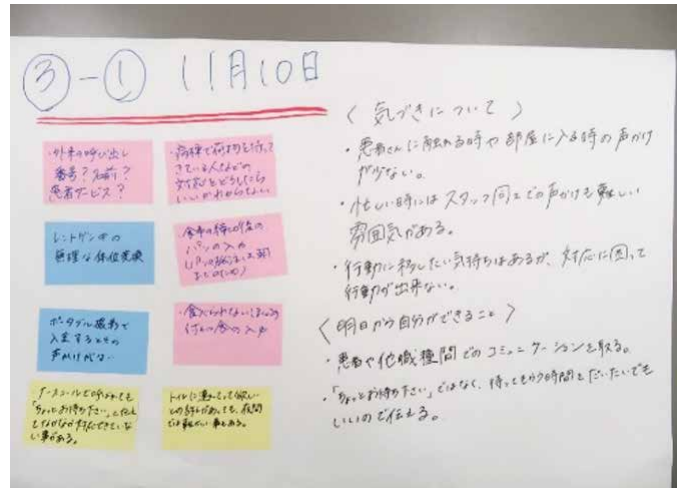 ③-① 11月10日
・外来の呼び出し
番号?名前?
患者サービス?
・病棟で荷物を持って
きている人などの
対応をどうしたら
いいかわからない
レントゲン中の
無理な体位変換
・食事の
パンの入や
ポータブル撮影で
入室するときの
声かけがない
・食べられない
ナースコールで呼ばれても
「ちょっとお待ち下さい」と伝え
てなかなか対応できていな
い事がある。
トイレに連れてって欲しい
との訴えがあっても、夜間
では難しい事もある。
〈気づきについて〉
・患者さんに触れる時や部屋に入る時の声かけ
が少ない。
・忙しい時にはスタッフ同士での声かけも難しい
雰囲気がある。
・行動に移したい気持ちはあるが、対応に困って
行動が出来ない。
〈明日から自分ができること〉
・患者や他職種間でのコミュニケーションを取る。
・「ちょっとお待ち下さい」ではなく、待ってもらう時間をだいたいでも
いいので伝える。